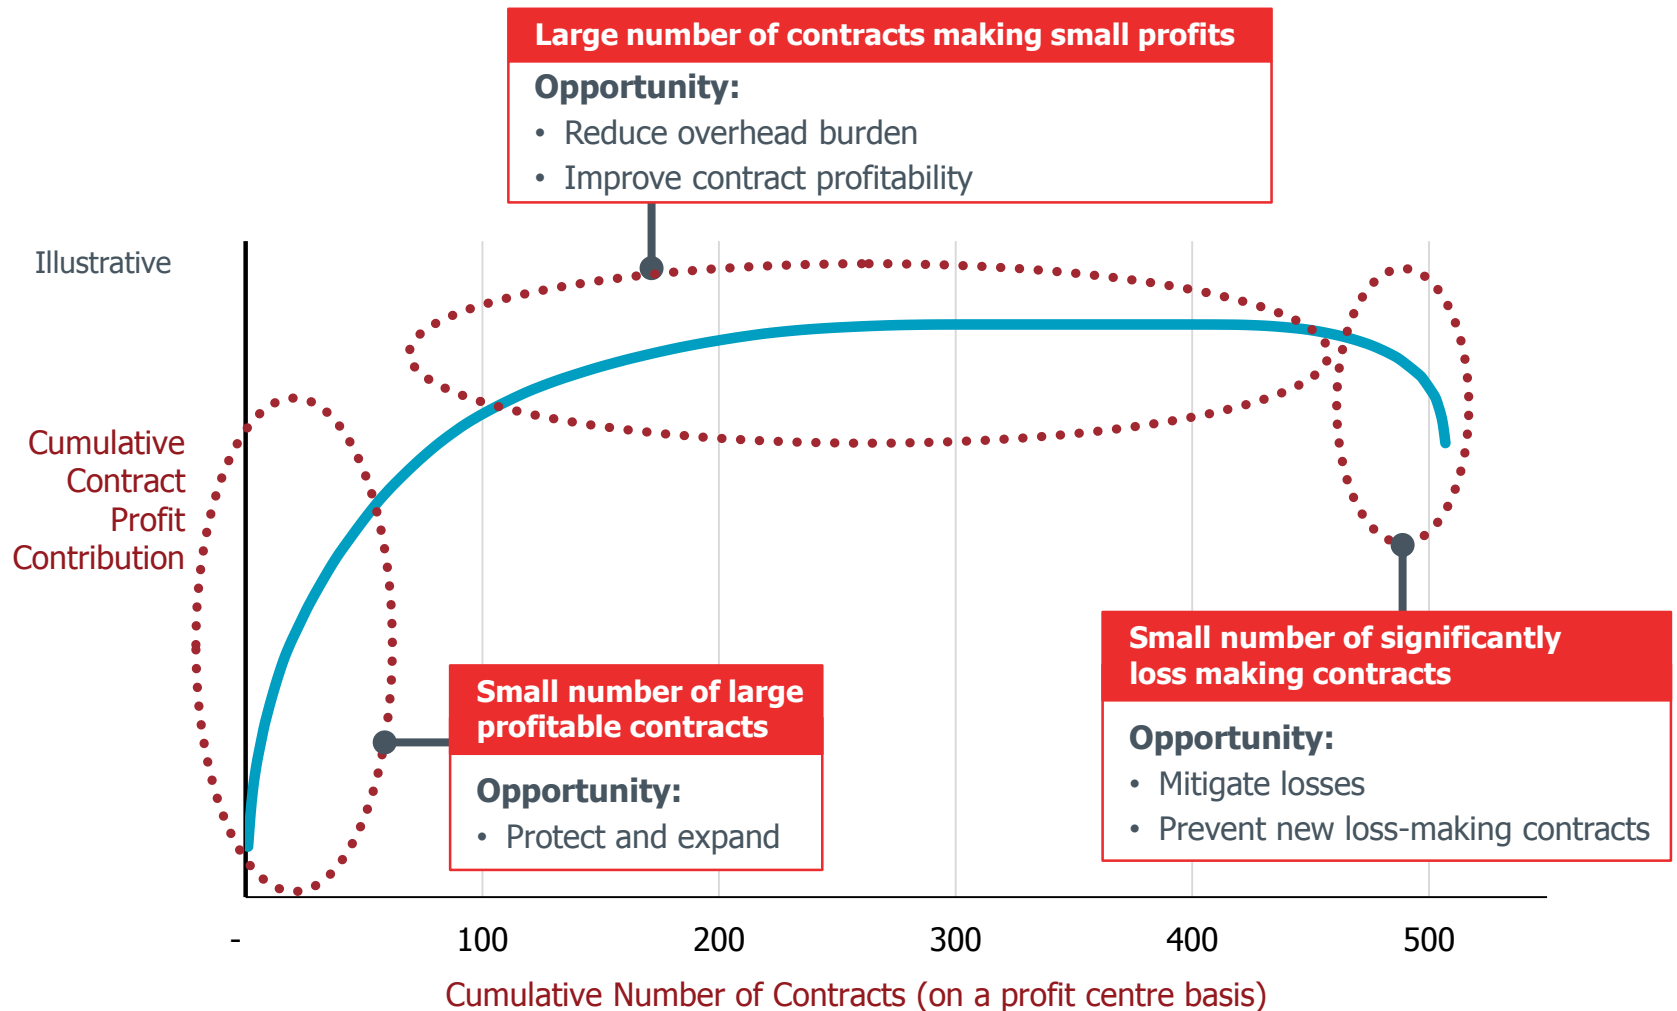 Large number of contracts making small profits
Opportunity:
• Reduce overhead burden
• Improve contract profitability
Illustrative
Cumulative
Contract
Profit
Contribution
Small number of large
profitable contracts
Opportunity:
• Protect and expand
Small number of significantly
loss making contracts
Opportunity:
• Mitigate losses
• Prevent new loss-making contracts
- 100 200 300 400 500
Cumulative Number of Contracts (on a profit centre basis)